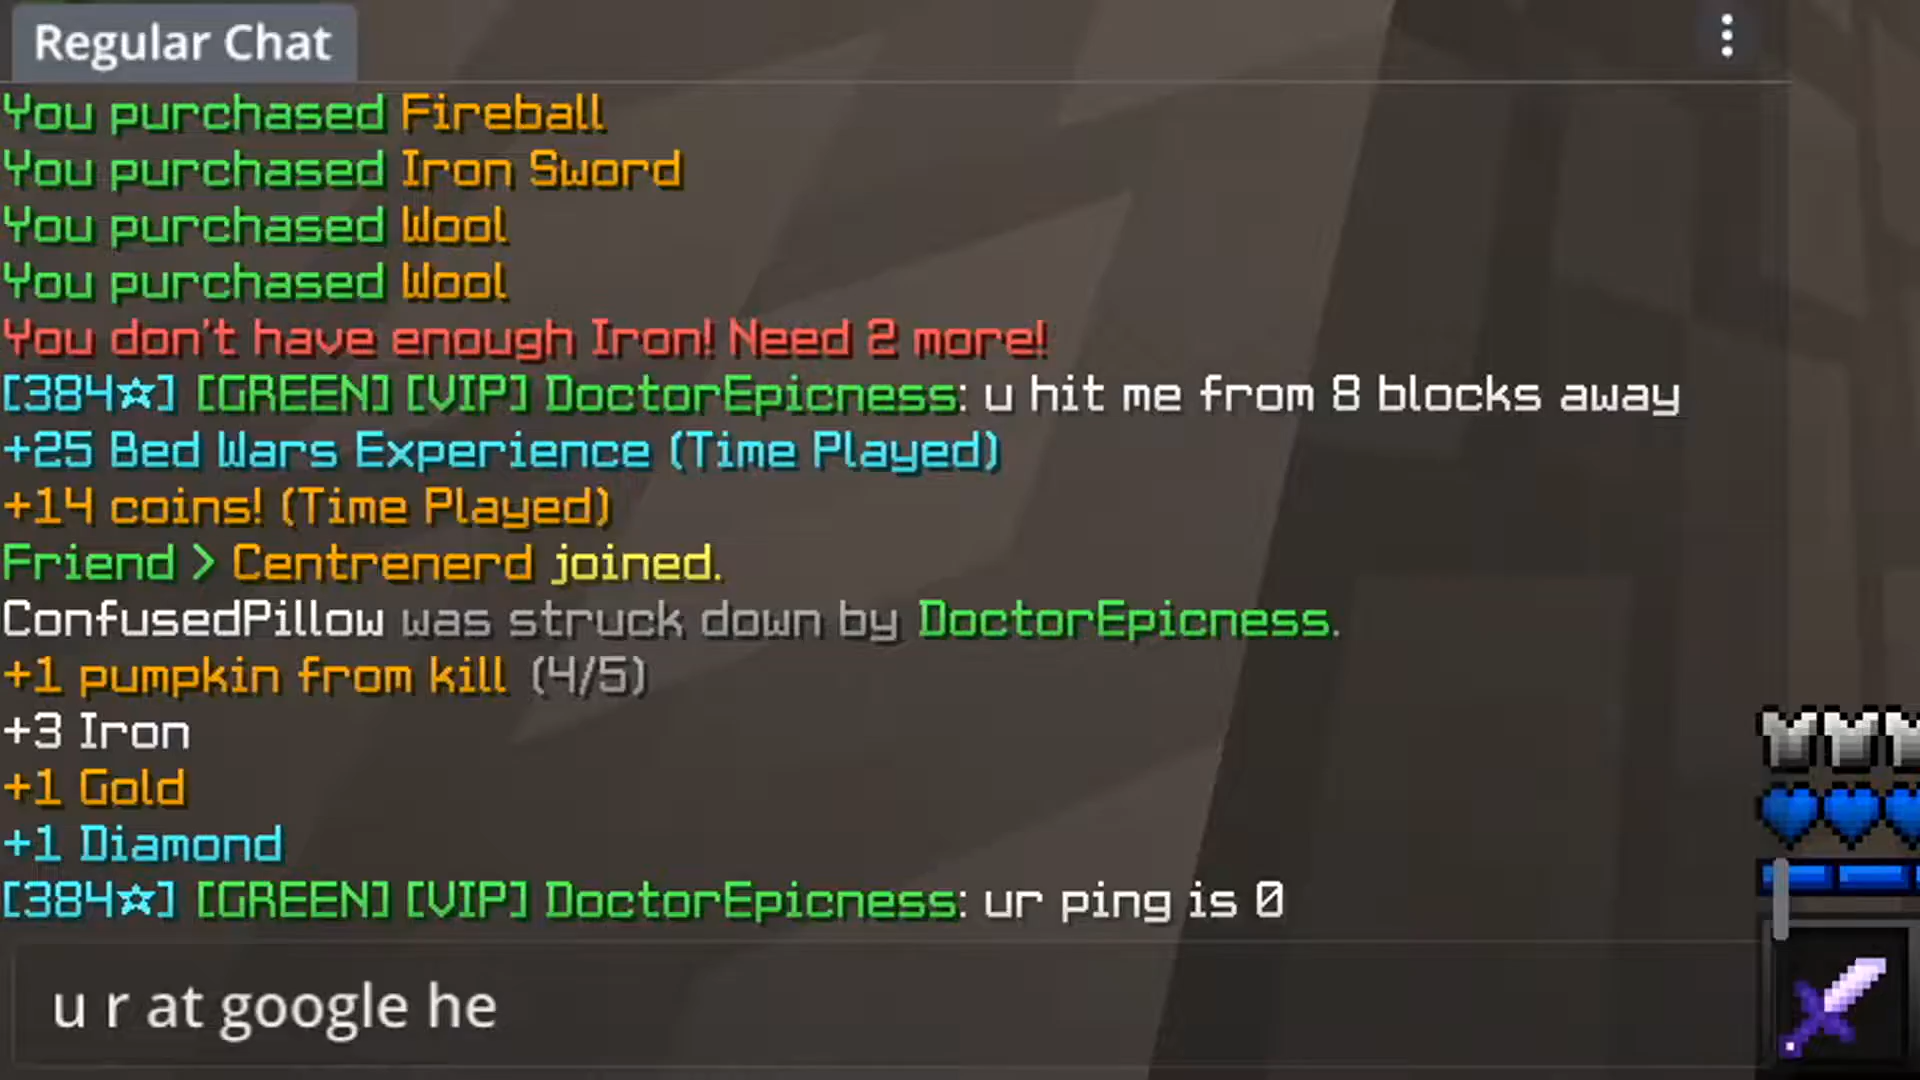 Regular Chat
You purchased Fireball
You purchased Iron Sword
You purchased Wool
You purchased Wool
You don't have enough Iron! Need 2 more!
[384☆] [GREEN] [VIP] DoctorEpicness: u hit me from 8 blocks away
+25 Bed Wars Experience (Time Played)
+14 coins! (Time Played)
Friend > Centrenerd joined.
ConfusedPillow was struck down by DoctorEpicness.
+1 pumpkin from kill (4/5)
+3 Iron
+1 Gold
+1 Diamond
[384☆] [GREEN] [VIP] DoctorEpicness: ur ping is 0
u r at google he